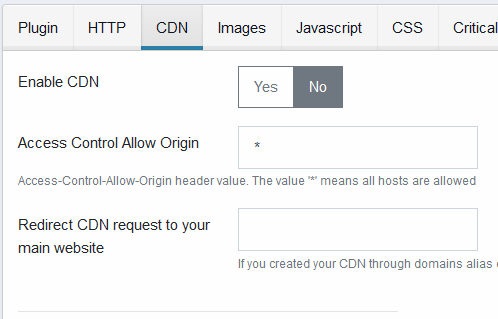 Plugin HTTP CDN Images Javascript CSS Critical
Enable CDN Yes No
Access Control Allow Origin *
Access-Control-Allow-Origin header value. The value '*' means all hosts are allowed
Redirect CDN request to your
main website
If you created your CDN through domains alias